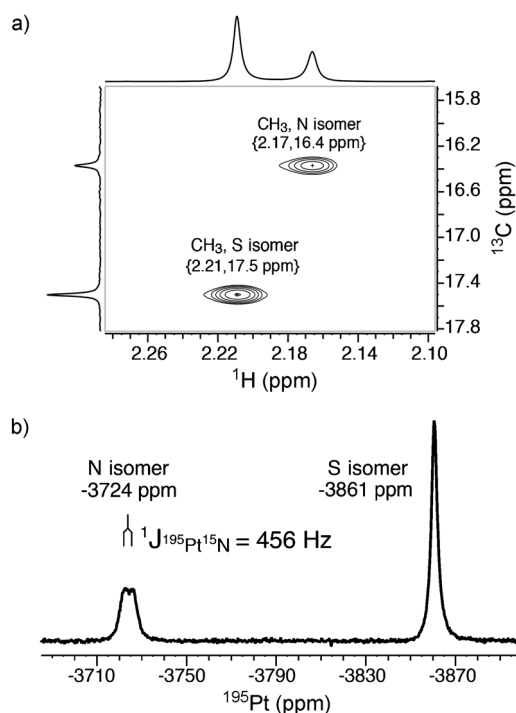 a)
CH3, N isomer
{2.17,16.4 ppm}
CH3, S isomer
{2.21,17.5 ppm}
15.8
16.2
16.6
17.0
17.4
17.8
13C (ppm)
2.26 2.22 2.18 2.14 2.10
1H (ppm)
b)
N isomer
-3724 ppm
S isomer
-3861 ppm
1J195Pt15N = 456 Hz
-3710 -3750 -3790 -3830 -3870
195Pt (ppm)